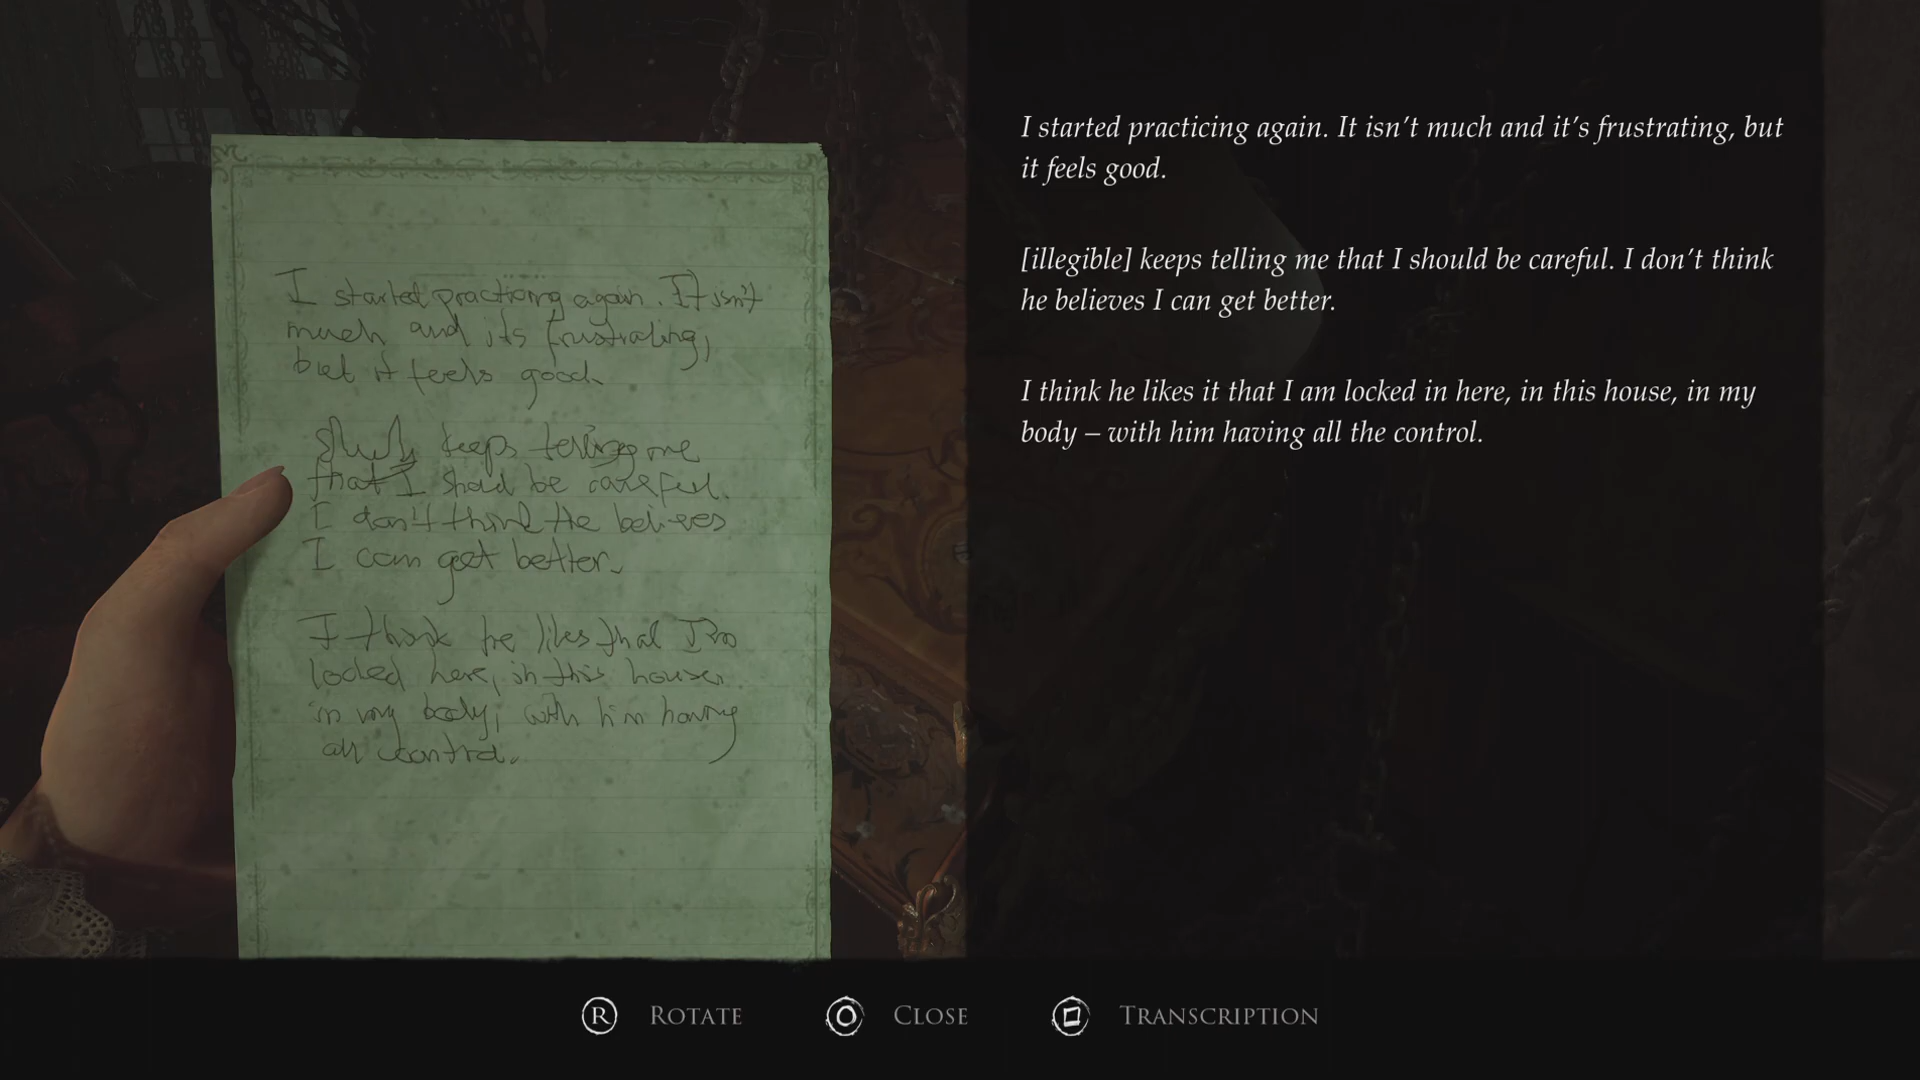 I started practicing again. It isn't
much and its frustrating,
but it feels good.
keeps telling me
that I should be careful.
I don't think he believes
I can get better.
I think he likes that I'm
locked here, in this house
in my body, with him having
all control.
I started practicing again. It isn’t much and it’s frustrating, but
it feels good.
[illegible] keeps telling me that I should be careful. I don’t think
he believes I can get better.
I think he likes it that I am locked in here, in this house, in my
body – with him having all the control.
R ROTATE CLOSE TRANSCRIPTION